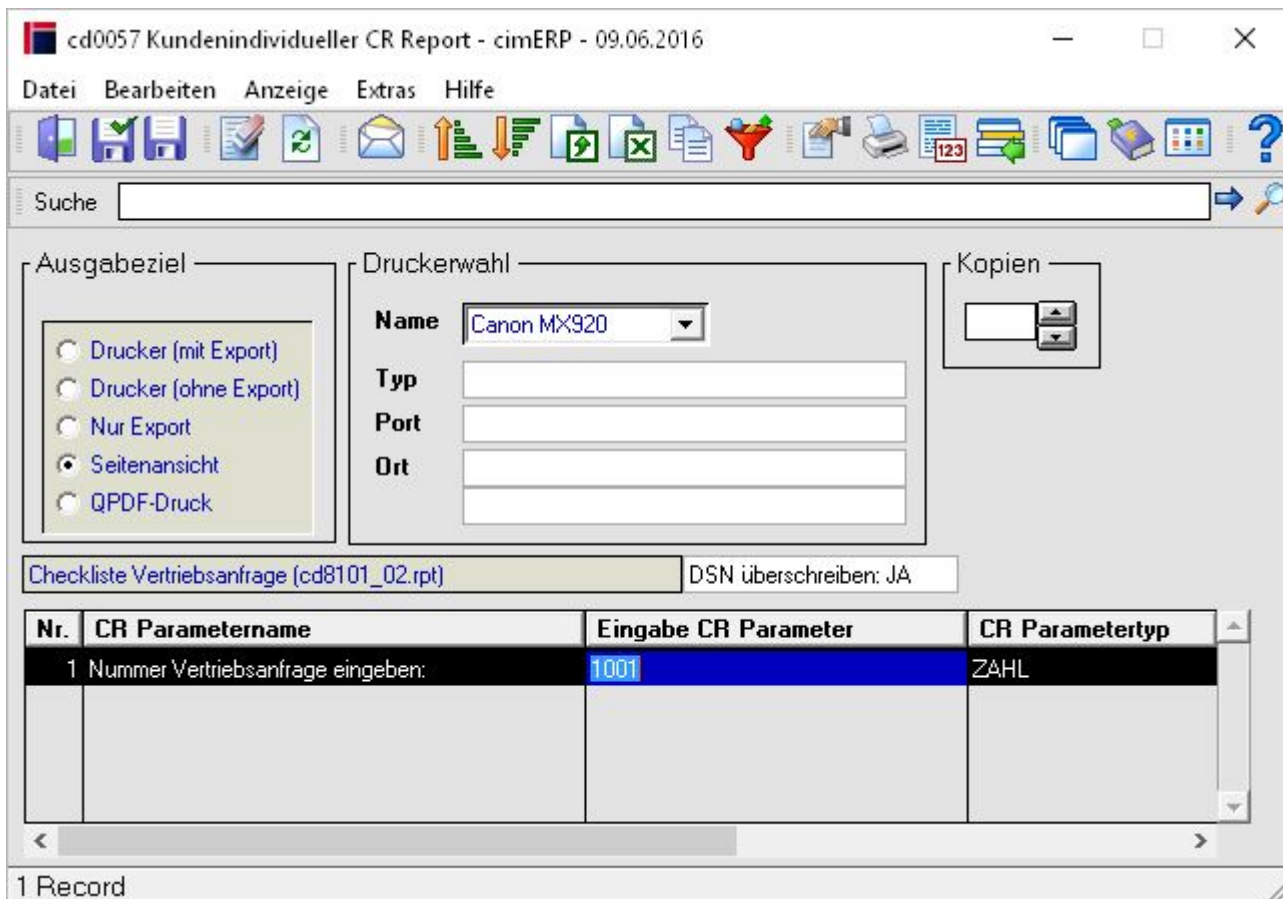 cd0057 Kundenindividueller CR Report - cimERP - 09.06.2016
Datei Bearbeiten Anzeige Extras Hilfe
123
Suche
Ausgabeziel
Drucker (mit Export)
Drucker (ohne Export)
Nur Export
Seitenansicht
QPDF-Druck
Druckerwahl
Name Canon MX920
Typ
Port
Ort
Kopien
Checkliste Vertriebsanfrage (cd8101_02.rpt) DSN überschreiben: JA
Nr. CR Parametername Eingabe CR Parameter CR Parametertyp
1 Nummer Vertriebsanfrage eingeben: 1001 ZAHL
1 Record